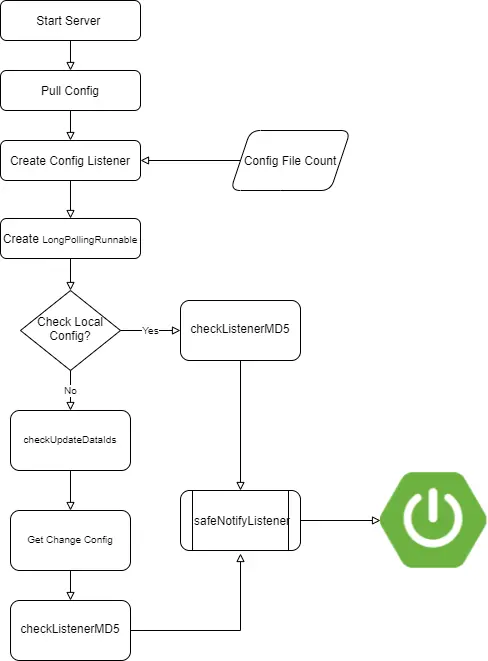 Start Server
Pull Config
Create Config Listener
Config File Count
Create LongPollingRunnable
Check Local
Config?
Yes
checkListenerMD5
No
checkUpdateDataIds
safeNotifyListener
Get Change Config
checkListenerMD5